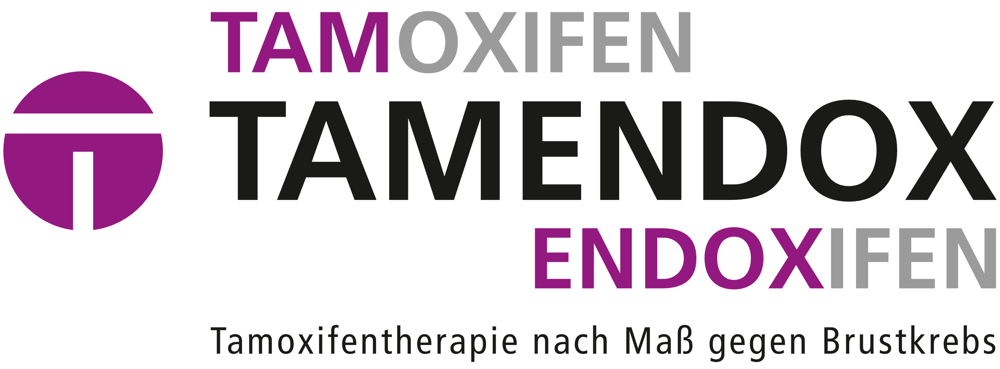 TAMOXIFEN
TAMENDOX
ENDOXIFEN
Tamoxifentherapie nach Maß gegen Brustkrebs